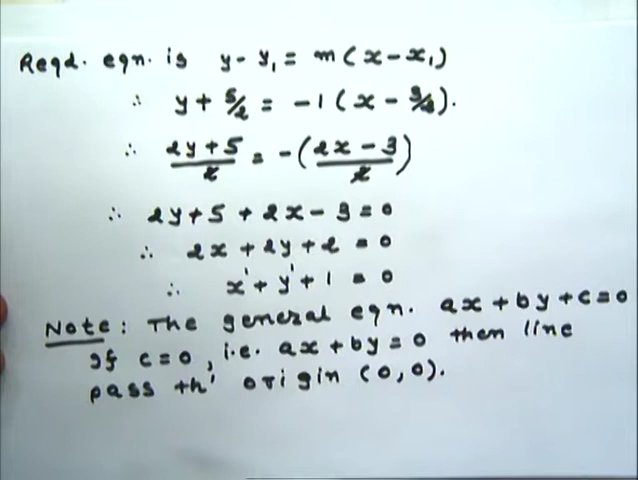 Reqd. eqn. is y - y₁ = m(x - x₁)
∴ y + 5/2 = -1(x - 3/2).
∴ (2y + 5)/2 = -((2x - 3)/2)
∴ 2y + 5 + 2x - 3 = 0
∴ 2x + 2y + 2 = 0
∴ x + y + 1 = 0
Note: The general eqn. ax + by + c = 0
If c = 0, i.e. ax + by = 0 then line
pass th' origin (0,0).